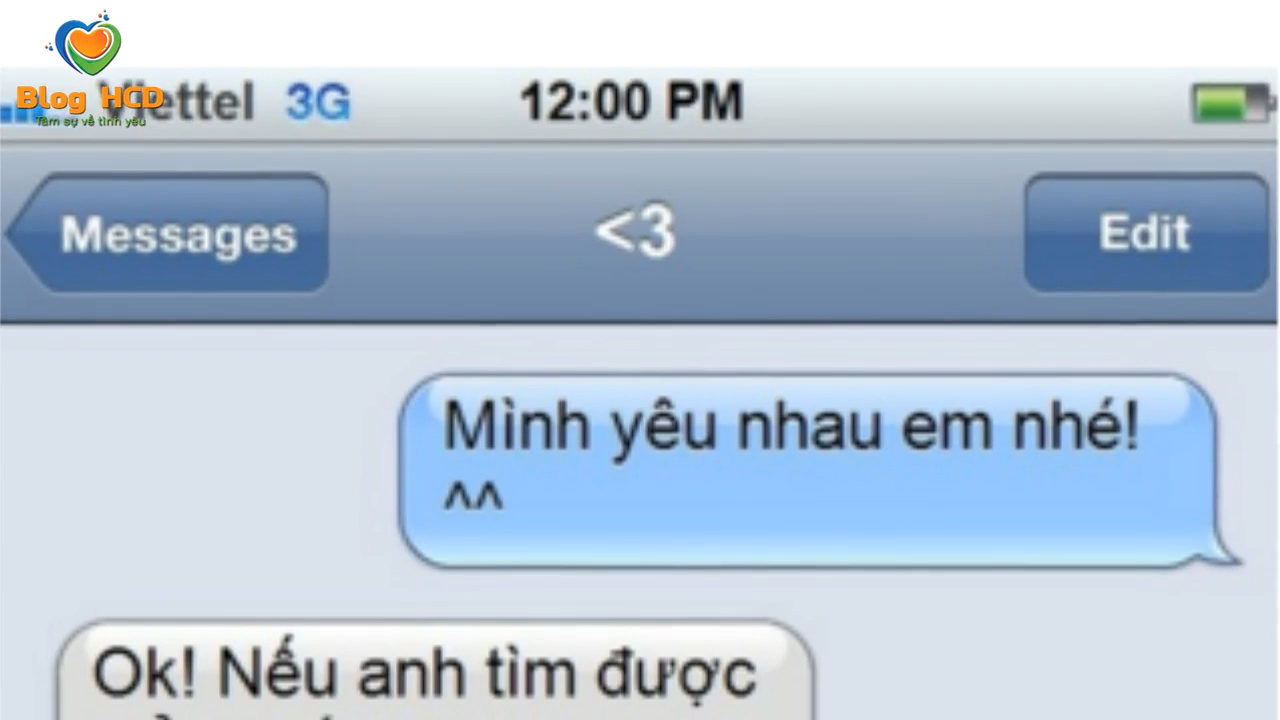 Blog HCD
Tâm sự về tình yêu
Viettel 3G 12:00 PM
Messages <3 Edit
Mình yêu nhau em nhé!
^^
Ok! Nếu anh tìm được